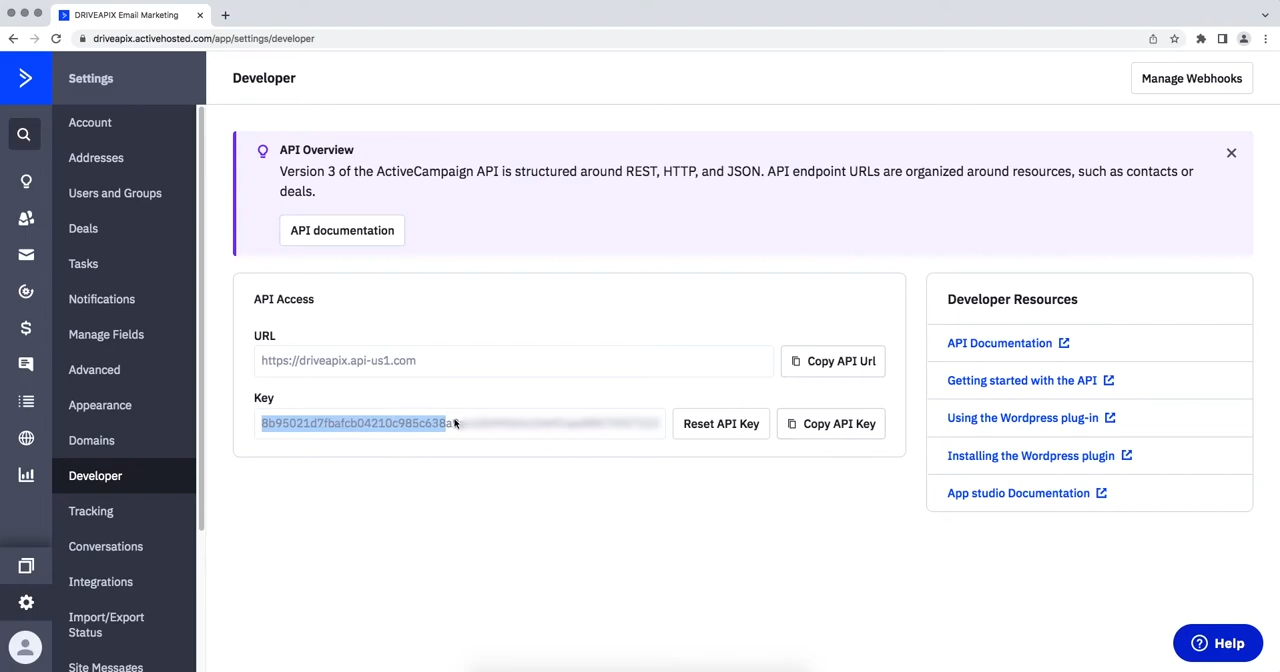 DRIVEAPIX Email Marketing
driveapix.activehosted.com/app/settings/developer
Settings
Developer
Manage Webhooks
Account
Addresses
Users and Groups
Deals
Tasks
Notifications
Manage Fields
Advanced
Appearance
Domains
Developer
Tracking
Conversations
Integrations
Import/Export
Status
Site Messages
API Overview
Version 3 of the ActiveCampaign API is structured around REST, HTTP, and JSON. API endpoint URLs are organized around resources, such as contacts or
deals.
API documentation
API Access
URL
https://driveapix.api-us1.com
Copy API Url
Key
8b95021d7fbafcb04210c985c638a
Reset API Key
Copy API Key
Developer Resources
API Documentation
Getting started with the API
Using the Wordpress plug-in
Installing the Wordpress plugin
App studio Documentation
Help